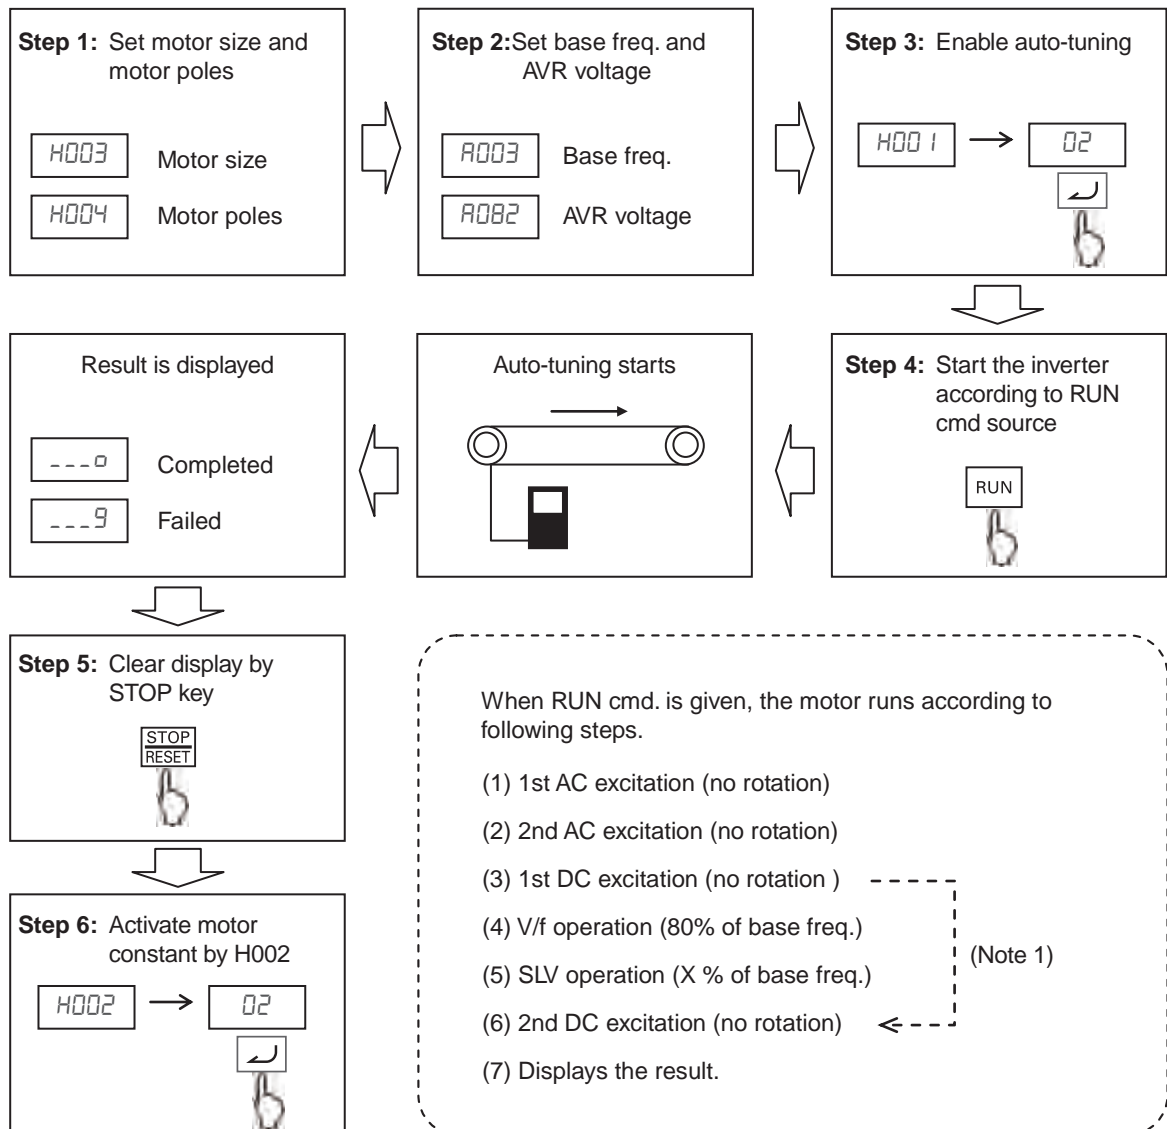 Step 1: Set motor size and
motor poles
H003 Motor size
H004 Motor poles
Step 2:Set base freq. and
AVR voltage
A003 Base freq.
A082 AVR voltage
Step 3: Enable auto-tuning
H001 → 02
Step 4: Start the inverter
according to RUN
cmd source
RUN
Auto-tuning starts
Result is displayed
___o Completed
___9 Failed
Step 5: Clear display by
STOP key
STOP
RESET
Step 6: Activate motor
constant by H002
H002 → 02
When RUN cmd. is given, the motor runs according to
following steps.
(1) 1st AC excitation (no rotation)
(2) 2nd AC excitation (no rotation)
(3) 1st DC excitation (no rotation )
(4) V/f operation (80% of base freq.)
(5) SLV operation (X % of base freq.)
(Note 1)
(6) 2nd DC excitation (no rotation)
(7) Displays the result.